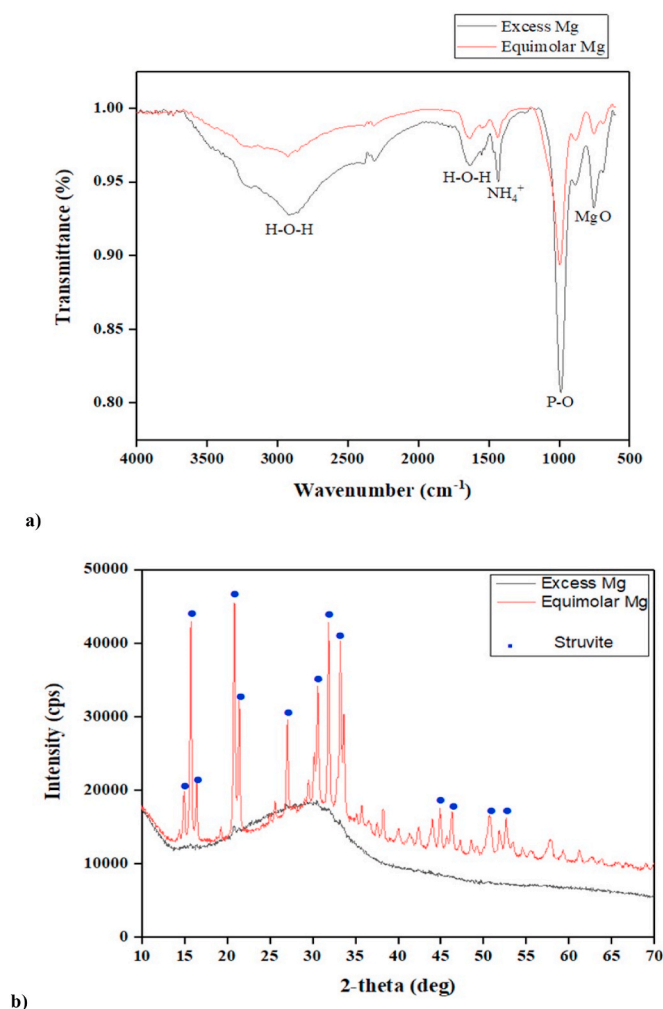 Excess Mg
Equimolar Mg
1.00
0.95
0.90
0.85
0.80
Transmittance (%)
H-O-H
H-O-H
NH₄⁺
MgO
P-O
4000 3000 2500 2000 1500 1000 500
Wavenumber (cm⁻¹)
a)
50000
40000
30000
20000
10000
0
Intensity (cps)
Excess Mg
Equimolar Mg
Struvite
10 15 20 25 30 35 40 45 50 55 60 65 70
2-theta (deg)
b)